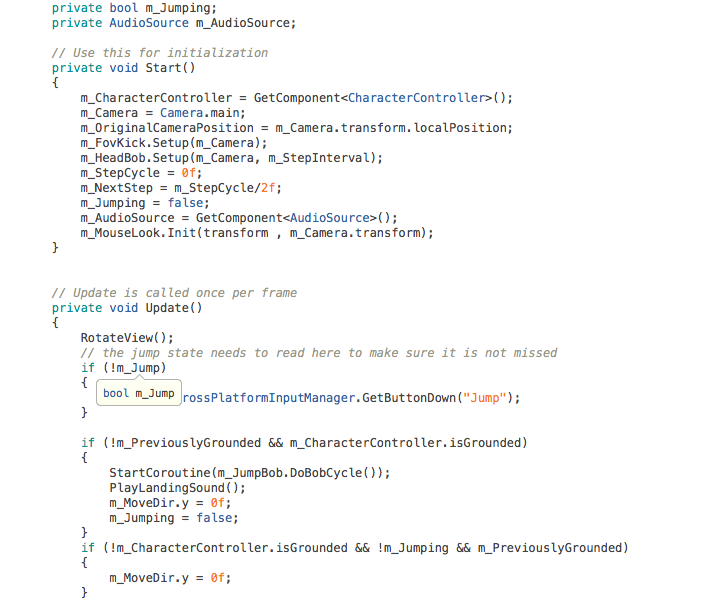 private bool m_Jumping;
private AudioSource m_AudioSource;
// Use this for initialization
private void Start()
{
m_CharacterController = GetComponent<CharacterController>();
m_Camera = Camera.main;
m_OriginalCameraPosition = m_Camera.transform.localPosition;
m_FovKick.Setup(m_Camera);
m_HeadBob.Setup(m_Camera, m_StepInterval);
m_StepCycle = 0f;
m_NextStep = m_StepCycle/2f;
m_Jumping = false;
m_AudioSource = GetComponent<AudioSource>();
m_MouseLook.Init(transform , m_Camera.transform);
}
// Update is called once per frame
private void Update()
{
RotateView();
// the jump state needs to read here to make sure it is not missed
if (!m_Jump)
{
bool m_Jump
rossPlatformInputManager.GetButtonDown("Jump");
}
if (!m_PreviouslyGrounded && m_CharacterController.isGrounded)
{
StartCoroutine(m_JumpBob.DoBobCycle());
PlayLandingSound();
m_MoveDir.y = 0f;
m_Jumping = false;
}
if (!m_CharacterController.isGrounded && !m_Jumping && m_PreviouslyGrounded)
{
m_MoveDir.y = 0f;
}